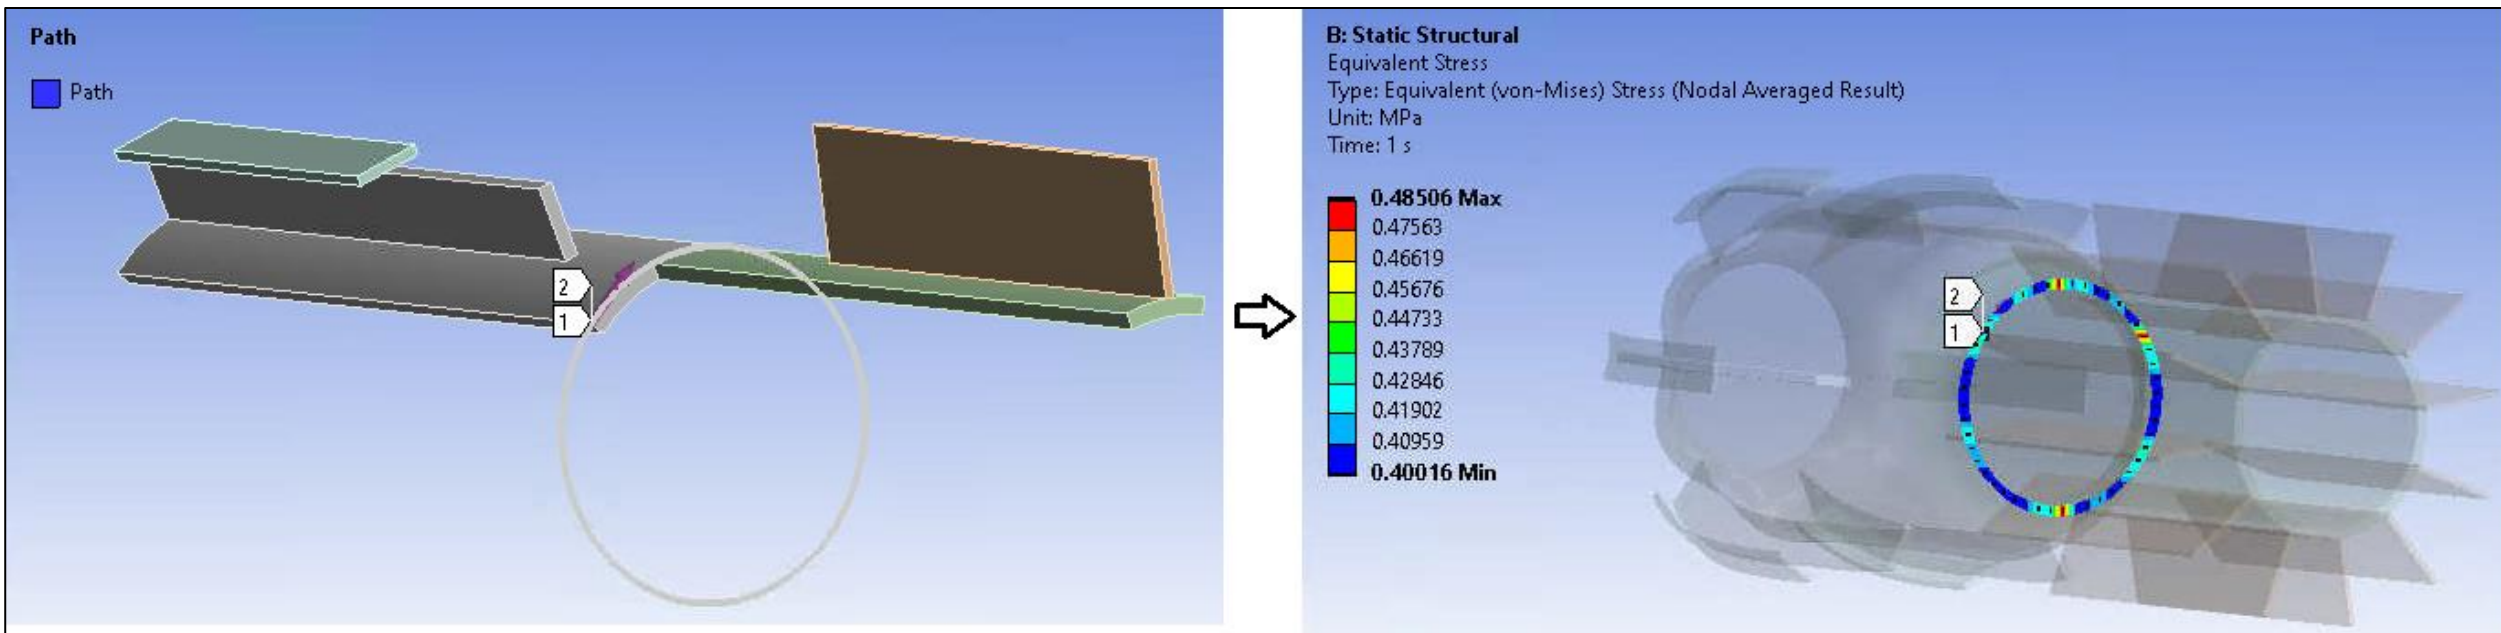 Path
Path
2
1
B: Static Structural
Equivalent Stress
Type: Equivalent (von-Mises) Stress (Nodal Averaged Result)
Unit: MPa
Time: 1 s
0.48506 Max
0.47563
0.46619
0.45676
0.44733
0.43789
0.42846
0.41902
0.40959
0.40016 Min
2
1